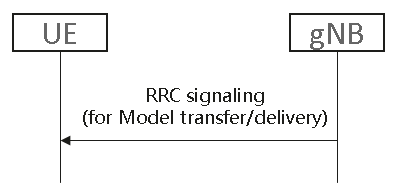 UE
gNB
RRC signaling
(for Model transfer/delivery)